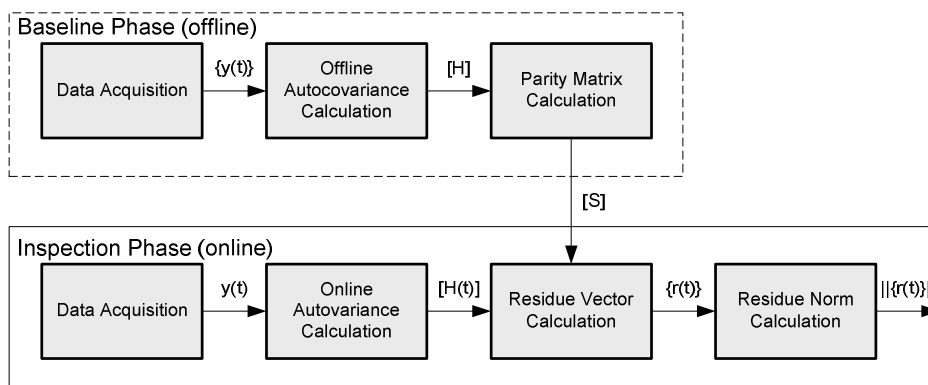 Baseline Phase (offline)
Data Acquisition
{y(t)}
Offline
Autocovariance
Calculation
[H]
Parity Matrix
Calculation
[S]
Inspection Phase (online)
Data Acquisition
y(t)
Online
Autovariance
Calculation
[H(t)]
Residue Vector
Calculation
{r(t)}
Residue Norm
Calculation
||{r(t)}|